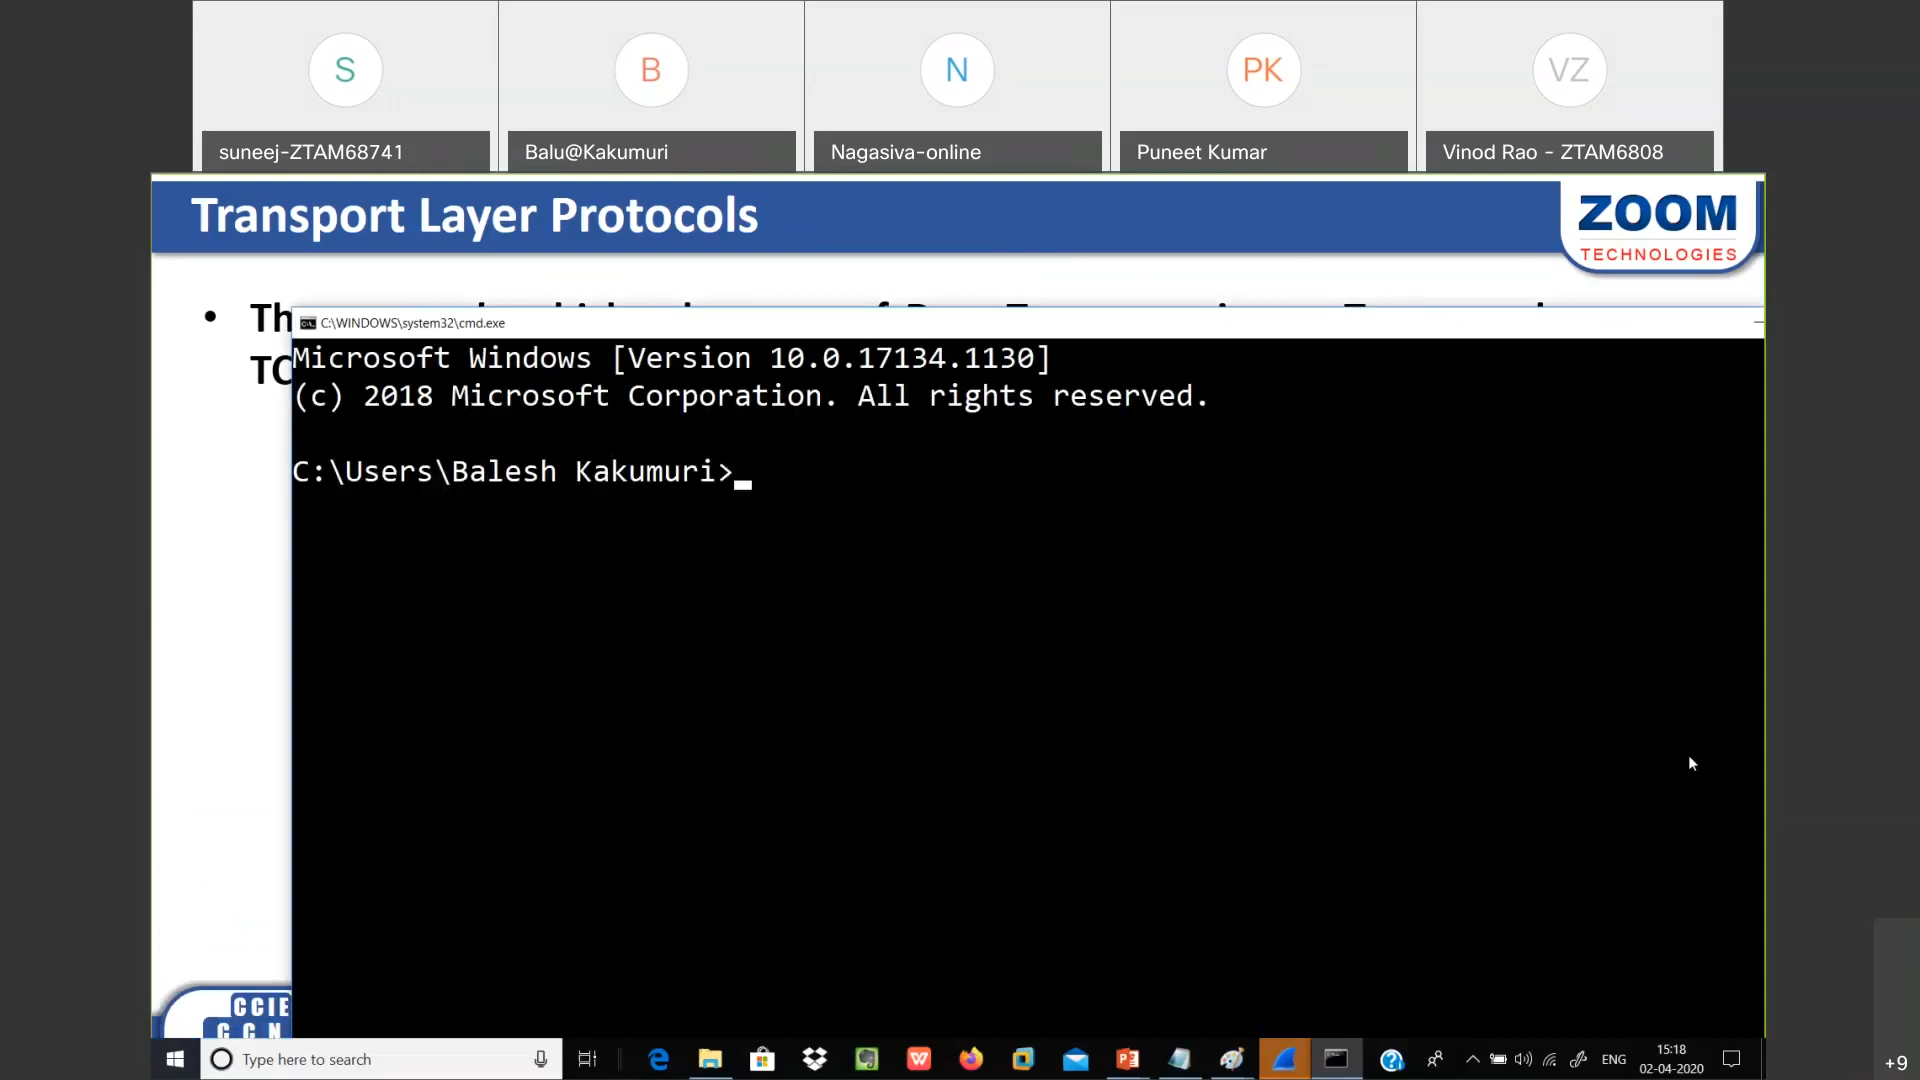 S
B
N
PK
VZ
suneej-ZTAM68741
Balu@Kakumuri
Nagasiva-online
Puneet Kumar
Vinod Rao - ZTAM6808
Transport Layer Protocols
ZOOM
TECHNOLOGIES
• Th
TC
C:\WINDOWS\system32\cmd.exe
Microsoft Windows [Version 10.0.17134.1130]
(c) 2018 Microsoft Corporation. All rights reserved.
C:\Users\Balesh Kakumuri>
CCIE
CCN
Type here to search
ENG
15:18
02-04-2020
+9